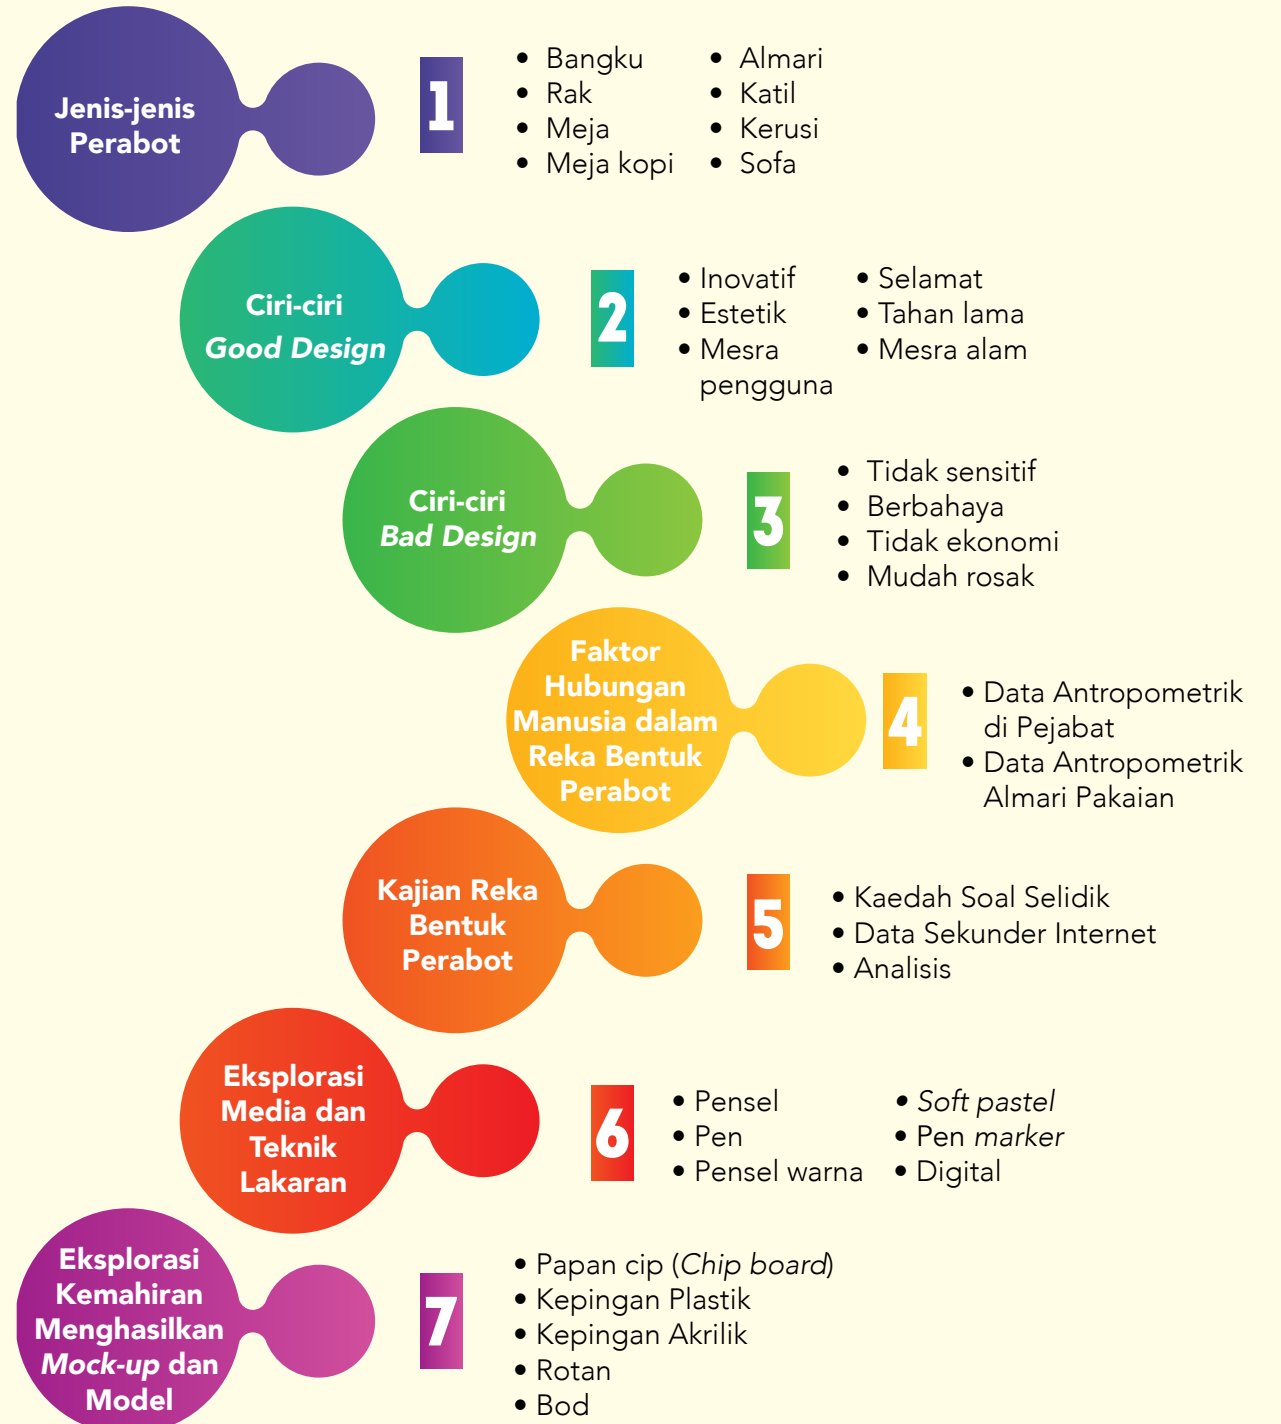 Jenis-jenis
Perabot
1
• Bangku
• Rak
• Meja
• Meja kopi
• Almari
• Katil
• Kerusi
• Sofa
Ciri-ciri
Good Design
2
• Inovatif
• Estetik
• Mesra
pengguna
• Selamat
• Tahan lama
• Mesra alam
Ciri-ciri
Bad Design
3
• Tidak sensitif
• Berbahaya
• Tidak ekonomi
• Mudah rosak
Faktor
Hubungan
Manusia dalam
Reka Bentuk
Perabot
4
• Data Antropometrik
di Pejabat
• Data Antropometrik
Almari Pakaian
Kajian Reka
Bentuk
Perabot
5
• Kaedah Soal Selidik
• Data Sekunder Internet
• Analisis
Eksplorasi
Media dan
Teknik
Lakaran
6
• Pensel
• Pen
• Pensel warna
• Soft pastel
• Pen marker
• Digital
Eksplorasi
Kemahiran
Menghasilkan
Mock-up dan
Model
7
• Papan cip (Chip board)
• Kepingan Plastik
• Kepingan Akrilik
• Rotan
• Bod